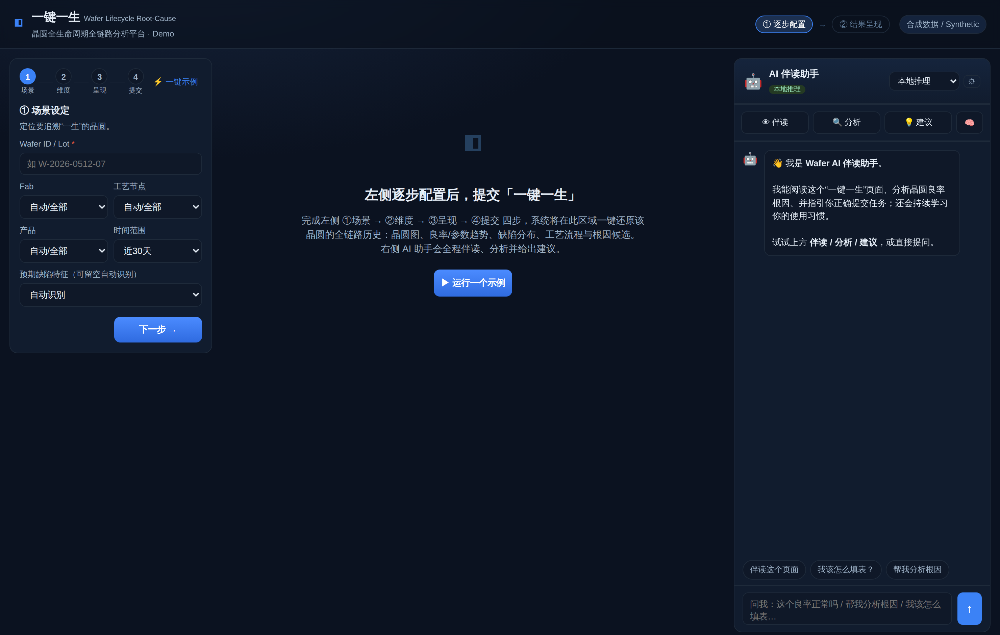 一键一生 Wafer Lifecycle Root-Cause
晶圆全生命周期全链路分析平台 · Demo
① 逐步配置 → ② 结果呈现
合成数据 / Synthetic
1 2 3 4
场景 维度 呈现 提交
⚡ 一键示例
① 场景设定
定位要追溯“一生”的晶圆。
Wafer ID / Lot *
如 W-2026-0512-07
Fab 工艺节点
自动/全部 自动/全部
产品 时间范围
自动/全部 近30天
预期缺陷特征（可留空自动识别）
自动识别
下一步 →
左侧逐步配置后，提交「一键一生」
完成左侧 ①场景 → ②维度 → ③呈现 → ④提交 四步，系统将在此区域一键还原该
晶圆的全链路历史：晶圆图、良率/参数趋势、缺陷分布、工艺流程与根因候选。
右侧 AI 助手会全程伴读、分析并给出建议。
▶ 运行一个示例
AI 伴读助手
本地推理
本地推理
👁 伴读 🔍 分析 💡 建议 🧠
👋 我是 Wafer AI 伴读助手。
我能阅读这个“一键一生”页面、分析晶圆良率
根因、并指引你正确提交任务；还会持续学习
你的使用习惯。
试试上方 伴读 / 分析 / 建议，或直接提问。
伴读这个页面 我该怎么填表？ 帮我分析根因
问我：这个良率正常吗 / 帮我分析根因 / 我该怎么
填表…
↑